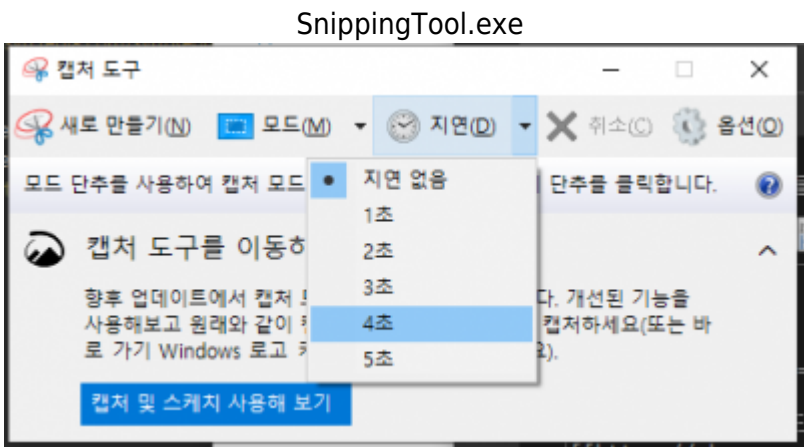 SnippingTool.exe
캡처 도구
새로 만들기(N) 모드(M) 지연(D) 취소(C) 옵션(O)
모드 단추를 사용하여 캡처 모드 단추를 클릭합니다.
지연 없음
1초
2초
3초
4초
5초
캡처 도구를 이동하
향후 업데이트에서 캡처 다. 개선된 기능을
사용해보고 원래와 같이 캡처하세요(또는 바
로 가기 Windows 로고
캡처 및 스케치 사용해 보기